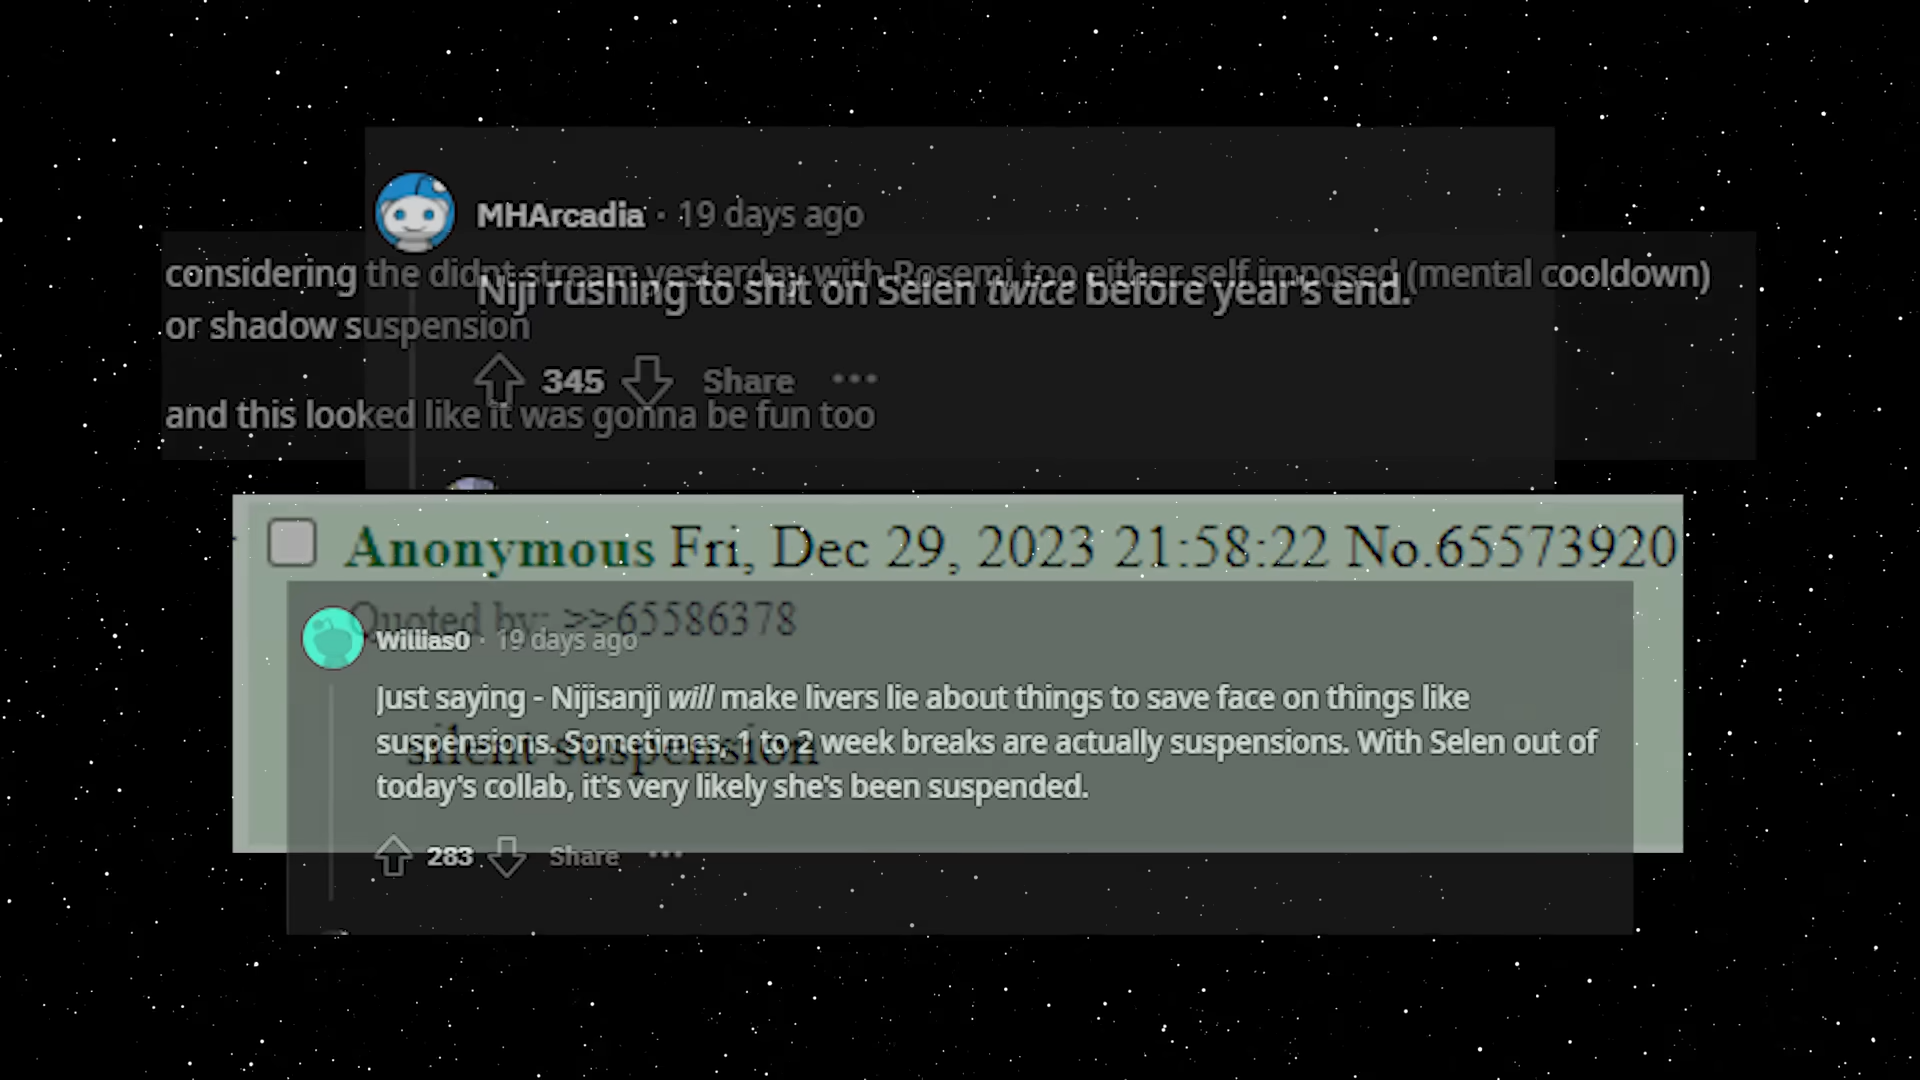 MHArcadia · 19 days ago
considering the didnt stream yesterday with Rosemi too either self imposed (mental cooldown)
Niji rushing to shit on Selen twice before year's end.
or shadow suspension
345 Share ...
and this looked like it was gonna be fun too
Anonymous Fri, Dec 29, 2023 21:58:22 No.65573920
Quoted by: >>65586378
Willias0 · 19 days ago
Just saying - Nijisanji will make livers lie about things to save face on things like
suspensions. Sometimes, 1 to 2 week breaks are actually suspensions. With Selen out of
silent suspension
today's collab, it's very likely she's been suspended.
283 Share ...